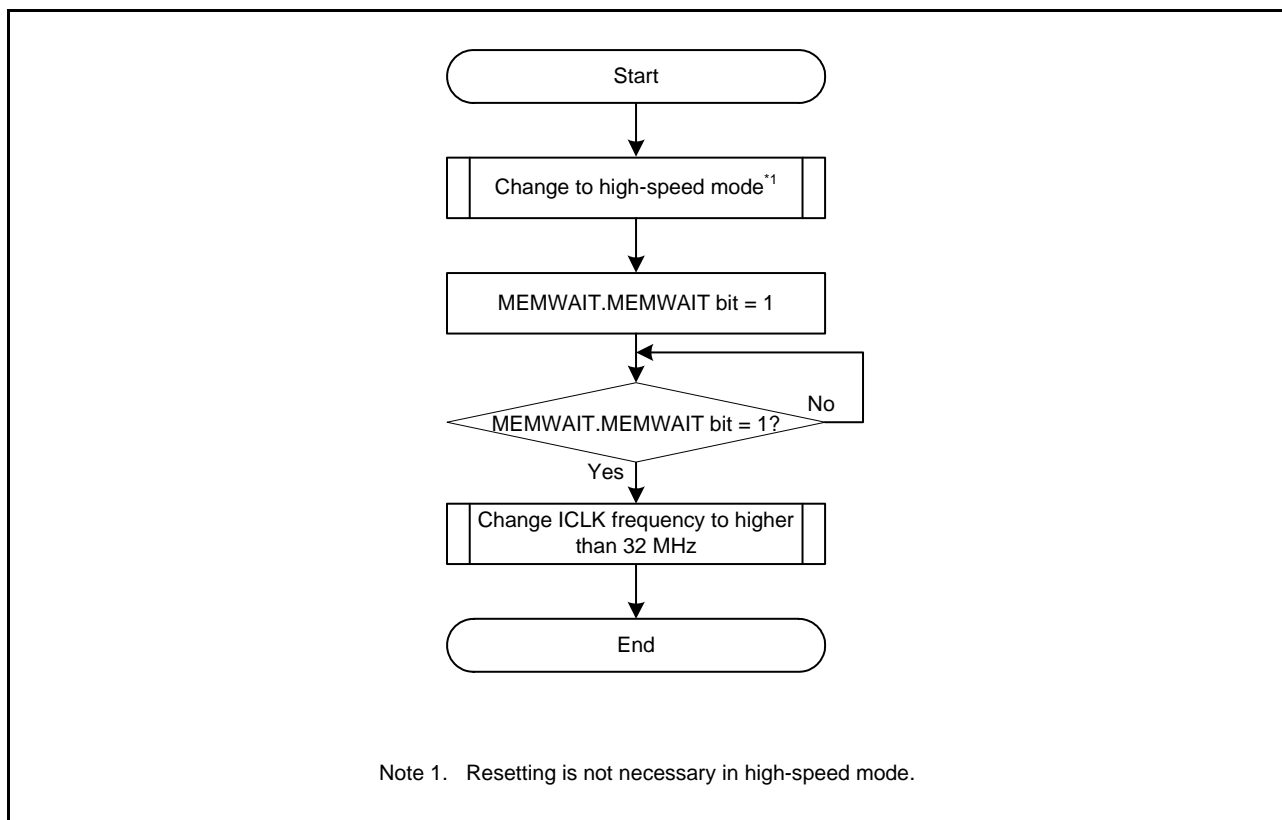 Start
Change to high-speed mode*1
MEMWAIT.MEMWAIT bit = 1
No
MEMWAIT.MEMWAIT bit = 1?
Yes
Change ICLK frequency to higher
than 32 MHz
End
Note 1. Resetting is not necessary in high-speed mode.